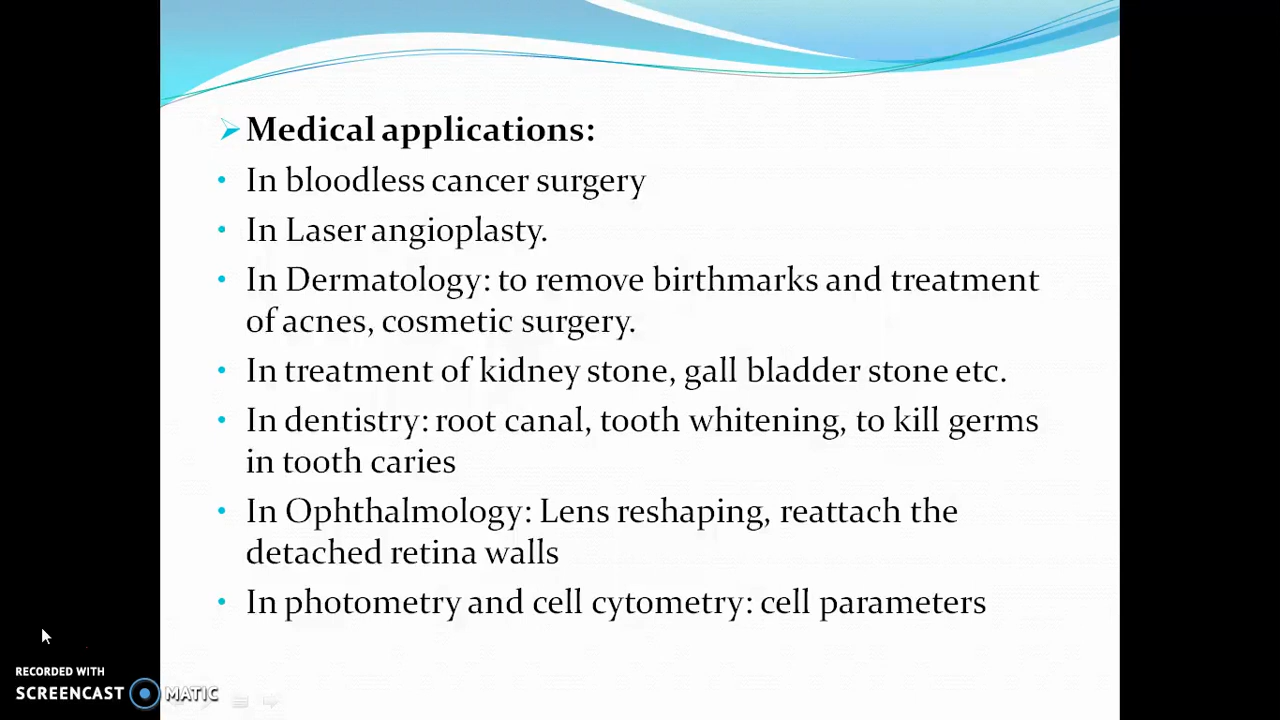 Medical applications:
In bloodless cancer surgery
In Laser angioplasty.
In Dermatology: to remove birthmarks and treatment
of acnes, cosmetic surgery.
In treatment of kidney stone, gall bladder stone etc.
In dentistry: root canal, tooth whitening, to kill germs
in tooth caries
In Ophthalmology: Lens reshaping, reattach the
detached retina walls
In photometry and cell cytometry: cell parameters
RECORDED WITH
SCREENCAST MATIC